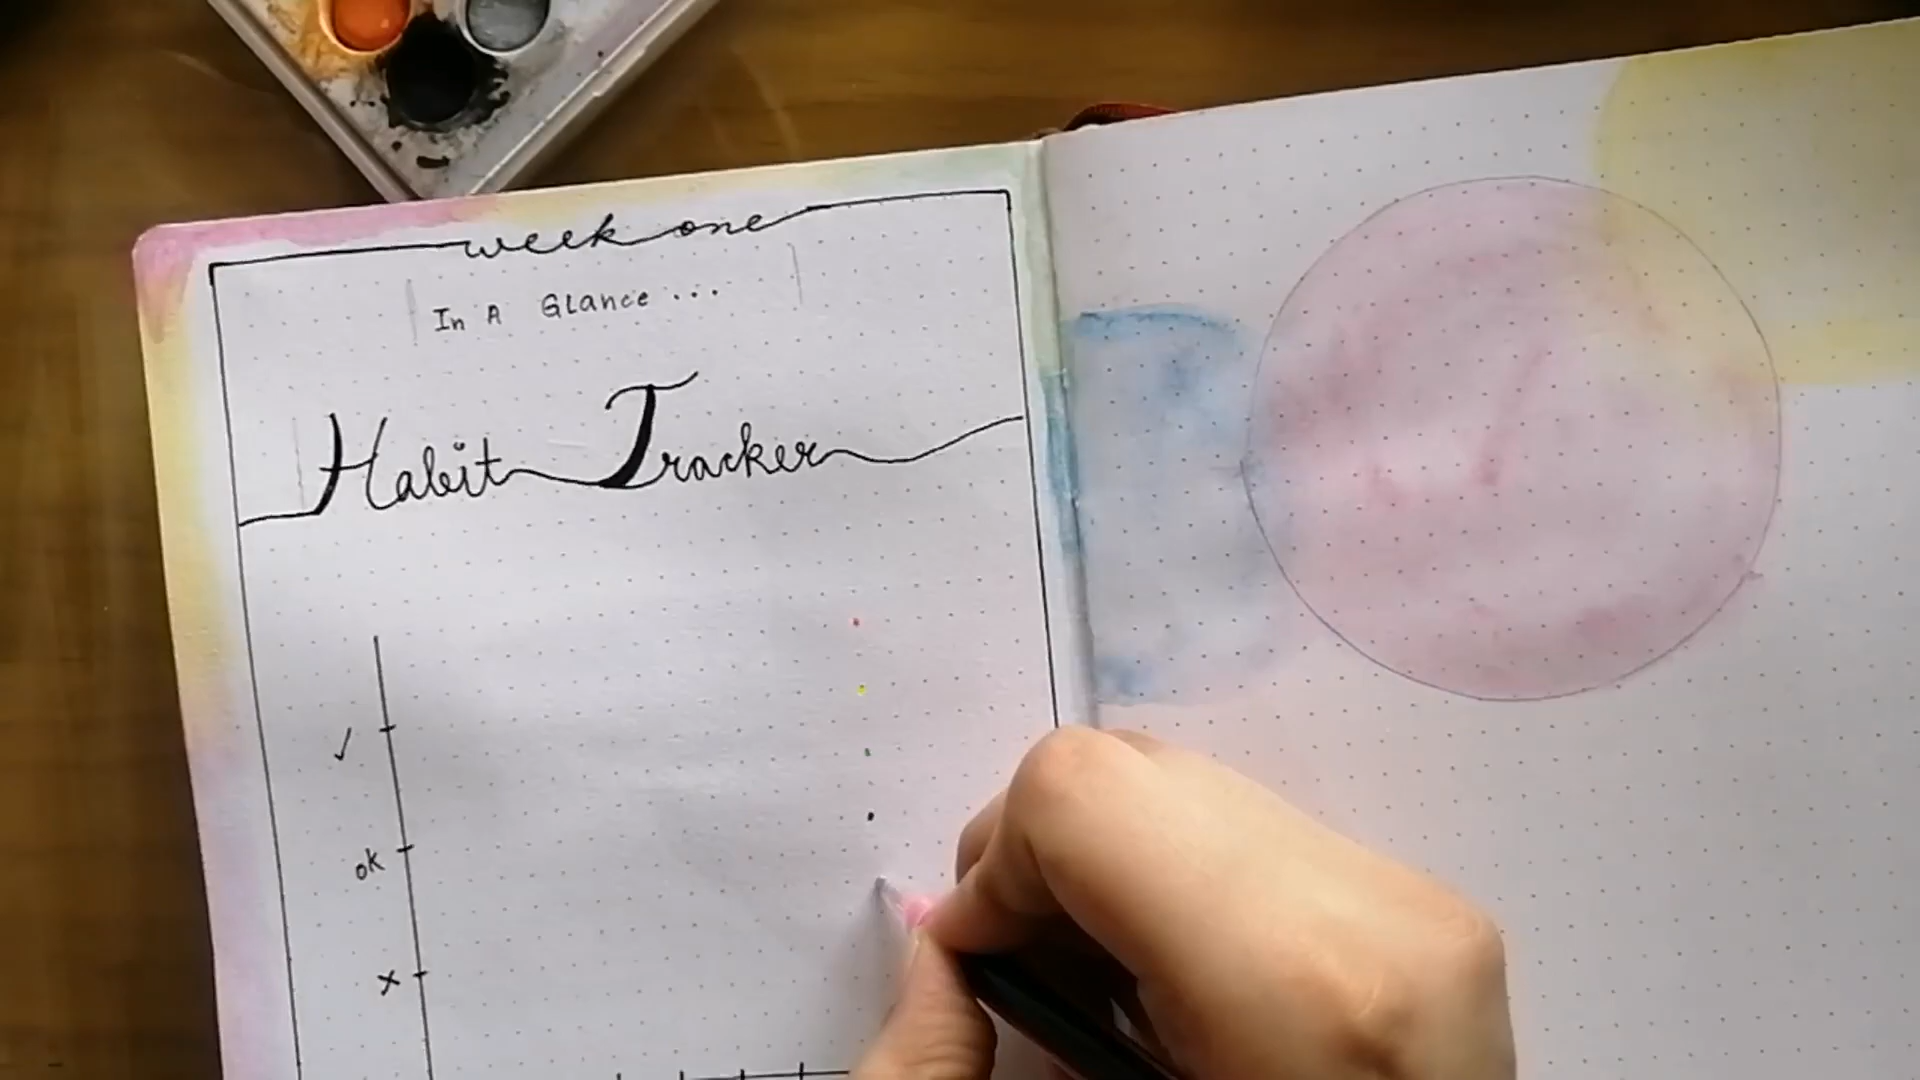 week one
In A Glance...
Habit Tracker
✓
ok
x